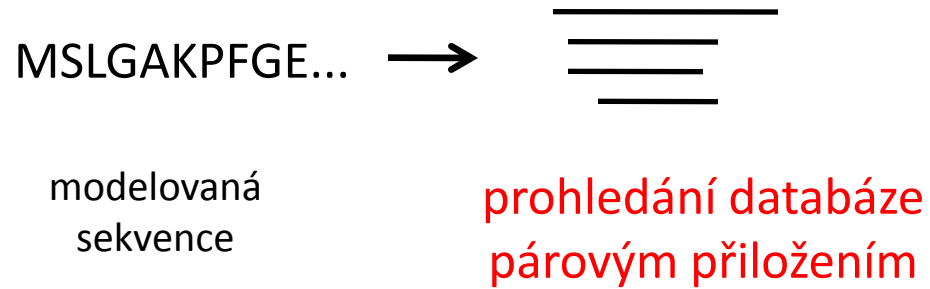 MSLGAKPFGE...
modelovaná
sekvence
prohledání databáze
párovým přiložením